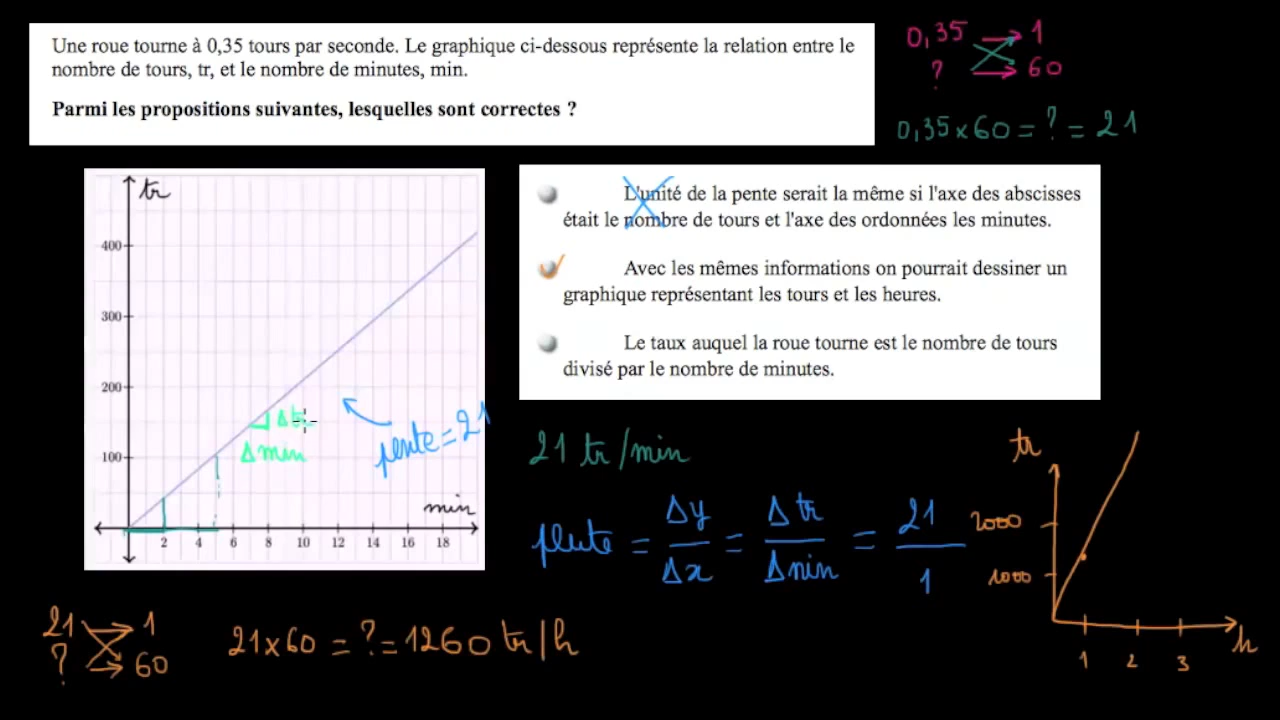 Une roue tourne à 0,35 tours par seconde. Le graphique ci-dessous représente la relation entre le
nombre de tours, tr, et le nombre de minutes, min.
Parmi les propositions suivantes, lesquelles sont correctes ?
0,35 → 1
? → 60
0,35 × 60 = ? = 21
tr
400
300
200
100
2 4 6 8 10 12 14 16 18
min
Δtr
Δmin
pente = 21
L'unité de la pente serait la même si l'axe des abscisses
était le nombre de tours et l'axe des ordonnées les minutes.
Avec les mêmes informations on pourrait dessiner un
graphique représentant les tours et les heures.
Le taux auquel la roue tourne est le nombre de tours
divisé par le nombre de minutes.
21 tr/min
pente = Δy/Δx = Δtr/Δmin = 21/1
tr
2000
1000
1 2 3
h
21 → 1
? → 60
21 × 60 = ? = 1260 tr/h